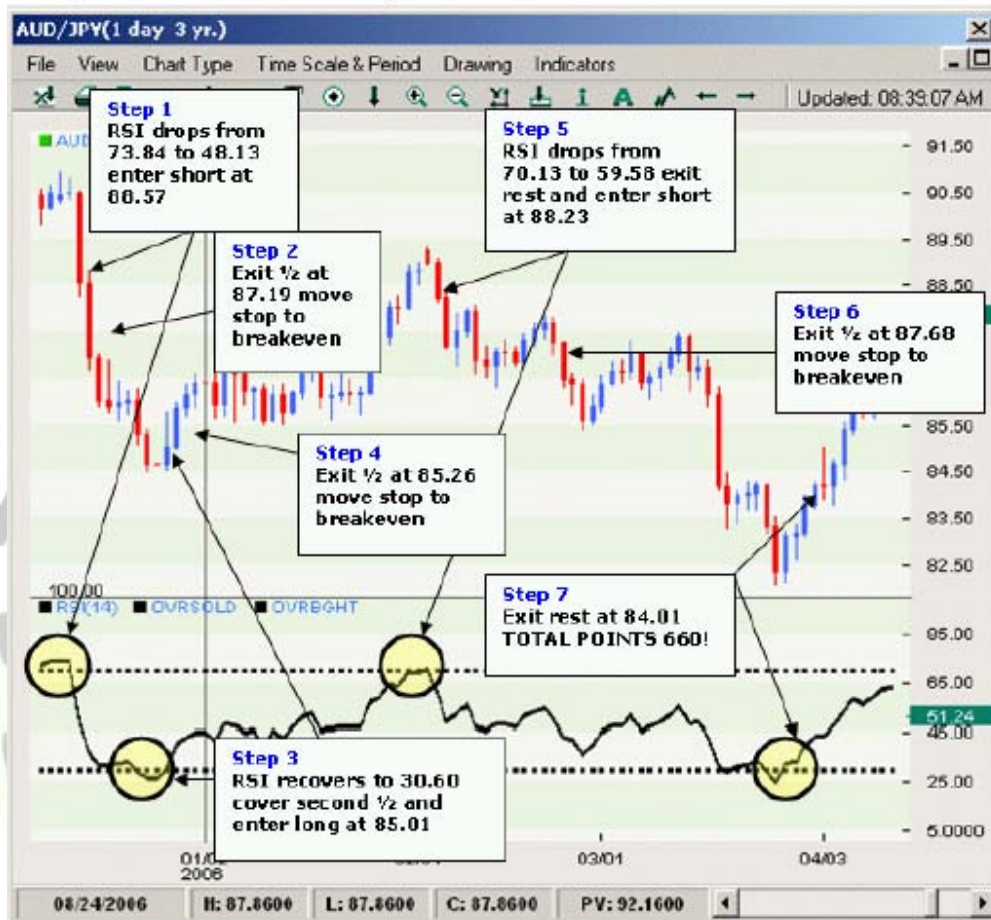 AUD/JPY(1 day 3 yr.)
File View Chart Type Time Scale & Period Drawing Indicators
Updated: 08:39:07 AM
Step 1
RSI drops from
73.84 to 48.13
enter short at
88.57
Step 2
Exit ½ at
87.19 move
stop to
breakeven
Step 5
RSI drops from
70.13 to 59.58 exit
rest and enter short
at 88.23
Step 6
Exit ½ at 87.68
move stop to
breakeven
Step 4
Exit ½ at 85.26
move stop to
breakeven
Step 7
Exit rest at 84.01
TOTAL POINTS 660!
Step 3
RSI recovers to 30.60
cover second ½ and
enter long at 85.01
91.50
90.50
89.50
88.50
85.50
84.50
83.50
82.50
100.00
RSI(14) OVRSOLD OVRBGHT
85.00
65.00
51.24
45.00
25.00
5.0000
2006
03/01
04/03
08/24/2006 H: 87.8600 L: 87.8600 C: 87.8600 PV: 92.1600